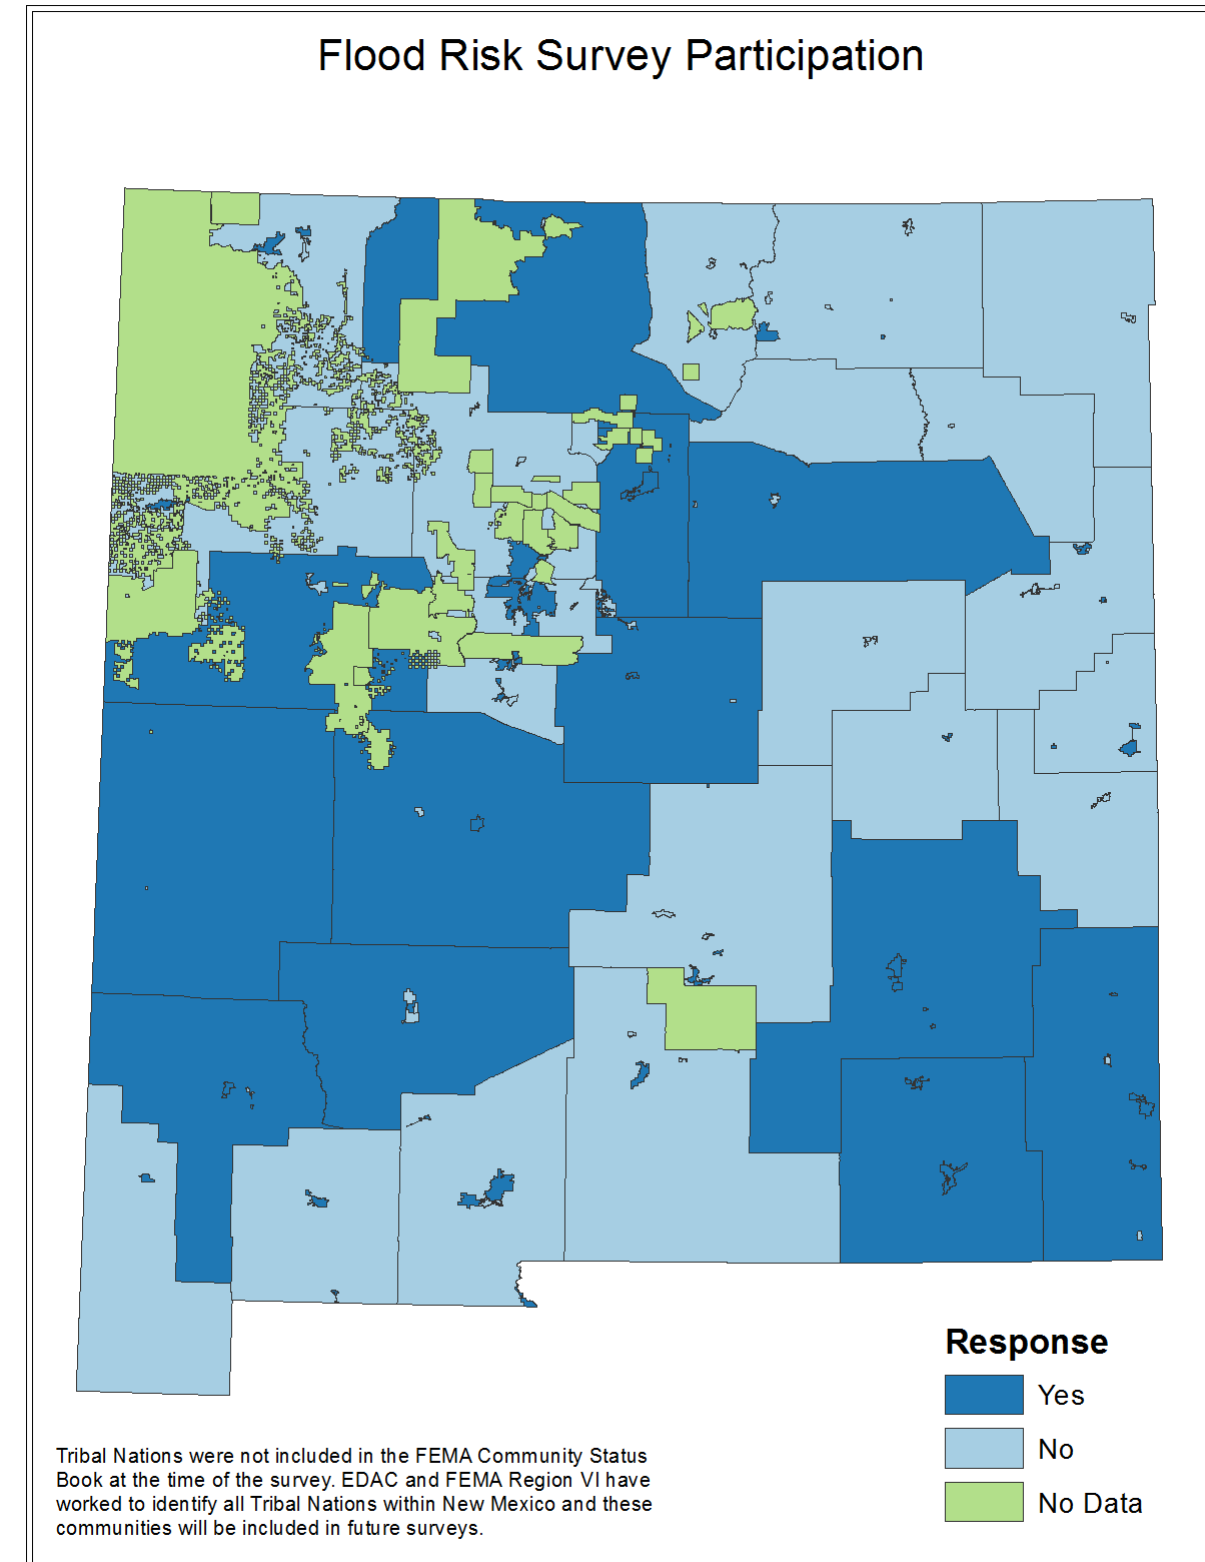 Flood Risk Survey Participation
Response
Yes
No
No Data
Tribal Nations were not included in the FEMA Community Status
Book at the time of the survey. EDAC and FEMA Region VI have
worked to identify all Tribal Nations within New Mexico and these
communities will be included in future surveys.